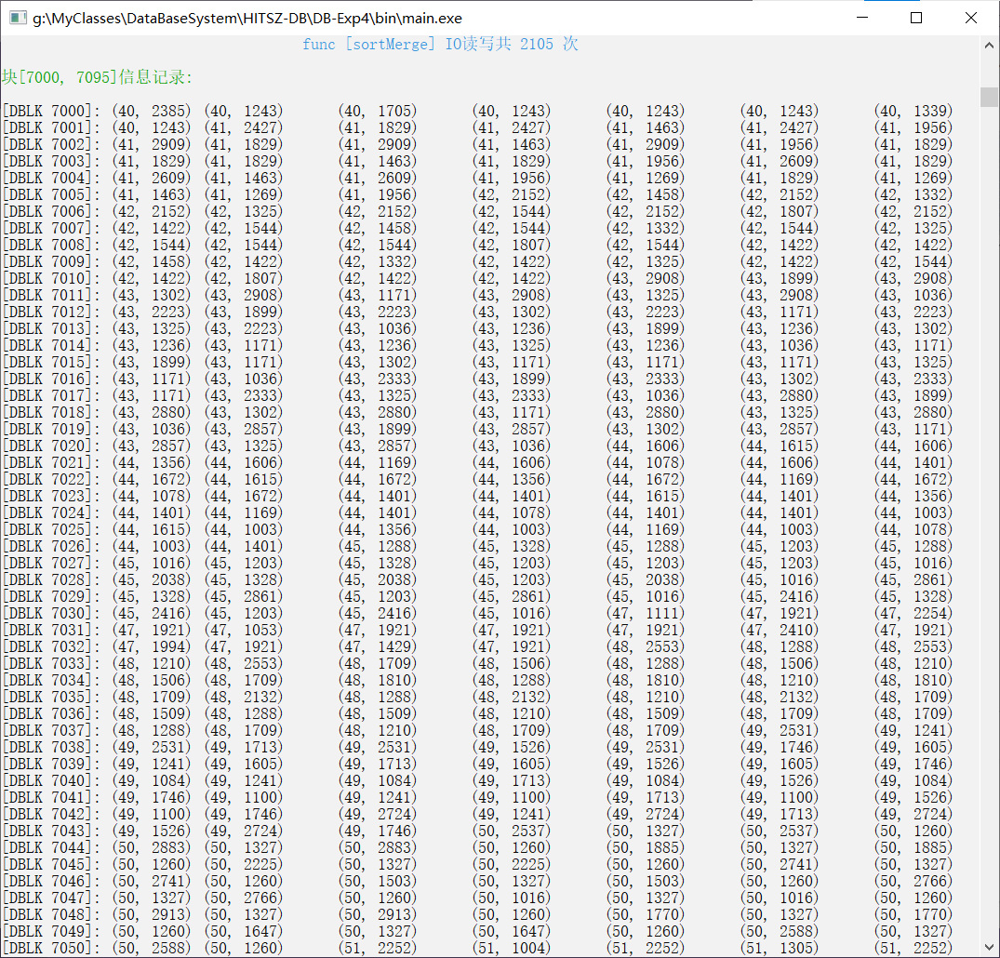 g:\MyClasses\DataBaseSystem\HITSZ-DB\DB-Exp4\bin\main.exe
func [sortMerge] IO读写共 2105 次
块[7000, 7095]信息记录:
[DBLK 7000]: (40, 2385) (40, 1243) (40, 1705) (40, 1243) (40, 1243) (40, 1243) (40, 1339)
[DBLK 7001]: (40, 1243) (41, 2427) (41, 1829) (41, 2427) (41, 1463) (41, 2427) (41, 1956)
[DBLK 7002]: (41, 2909) (41, 1829) (41, 2909) (41, 1463) (41, 2909) (41, 1956) (41, 1829)
[DBLK 7003]: (41, 1829) (41, 1829) (41, 1463) (41, 1829) (41, 1956) (41, 2609) (41, 1829)
[DBLK 7004]: (41, 2609) (41, 1463) (41, 2609) (41, 1956) (41, 1269) (41, 1829) (41, 1269)
[DBLK 7005]: (41, 1463) (41, 1269) (41, 1956) (42, 2152) (42, 1458) (42, 2152) (42, 1332)
[DBLK 7006]: (42, 2152) (42, 1325) (42, 2152) (42, 1544) (42, 2152) (42, 1807) (42, 2152)
[DBLK 7007]: (42, 1422) (42, 1544) (42, 1458) (42, 1544) (42, 1332) (42, 1544) (42, 1325)
[DBLK 7008]: (42, 1544) (42, 1544) (42, 1544) (42, 1807) (42, 1544) (42, 1422) (42, 1422)
[DBLK 7009]: (42, 1458) (42, 1422) (42, 1332) (42, 1422) (42, 1325) (42, 1422) (42, 1544)
[DBLK 7010]: (42, 1422) (42, 1807) (42, 1422) (42, 1422) (43, 2908) (43, 1899) (43, 2908)
[DBLK 7011]: (43, 1302) (43, 2908) (43, 1171) (43, 2908) (43, 1325) (43, 2908) (43, 1036)
[DBLK 7012]: (43, 2223) (43, 1899) (43, 2223) (43, 1302) (43, 2223) (43, 1171) (43, 2223)
[DBLK 7013]: (43, 1325) (43, 2223) (43, 1036) (43, 1236) (43, 1899) (43, 1236) (43, 1302)
[DBLK 7014]: (43, 1236) (43, 1171) (43, 1236) (43, 1325) (43, 1236) (43, 1036) (43, 1171)
[DBLK 7015]: (43, 1899) (43, 1171) (43, 1302) (43, 1171) (43, 1171) (43, 1171) (43, 1325)
[DBLK 7016]: (43, 1171) (43, 1036) (43, 2333) (43, 1899) (43, 2333) (43, 1302) (43, 2333)
[DBLK 7017]: (43, 1171) (43, 2333) (43, 1325) (43, 2333) (43, 1036) (43, 2880) (43, 1899)
[DBLK 7018]: (43, 2880) (43, 1302) (43, 2880) (43, 1171) (43, 2880) (43, 1325) (43, 2880)
[DBLK 7019]: (43, 1036) (43, 2857) (43, 1899) (43, 2857) (43, 1302) (43, 2857) (43, 1171)
[DBLK 7020]: (43, 2857) (43, 1325) (43, 2857) (43, 1036) (44, 1606) (44, 1615) (44, 1606)
[DBLK 7021]: (44, 1356) (44, 1606) (44, 1169) (44, 1606) (44, 1078) (44, 1606) (44, 1401)
[DBLK 7022]: (44, 1672) (44, 1615) (44, 1672) (44, 1356) (44, 1672) (44, 1169) (44, 1672)
[DBLK 7023]: (44, 1078) (44, 1672) (44, 1401) (44, 1401) (44, 1615) (44, 1401) (44, 1356)
[DBLK 7024]: (44, 1401) (44, 1169) (44, 1401) (44, 1078) (44, 1401) (44, 1401) (44, 1003)
[DBLK 7025]: (44, 1615) (44, 1003) (44, 1356) (44, 1003) (44, 1169) (44, 1003) (44, 1078)
[DBLK 7026]: (44, 1003) (44, 1401) (45, 1288) (45, 1328) (45, 1288) (45, 1203) (45, 1288)
[DBLK 7027]: (45, 1016) (45, 1203) (45, 1328) (45, 1203) (45, 1203) (45, 1203) (45, 1016)
[DBLK 7028]: (45, 2038) (45, 1328) (45, 2038) (45, 1203) (45, 2038) (45, 1016) (45, 2861)
[DBLK 7029]: (45, 1328) (45, 2861) (45, 1203) (45, 2861) (45, 1016) (45, 2416) (45, 1328)
[DBLK 7030]: (45, 2416) (45, 1203) (45, 2416) (45, 1016) (47, 1111) (47, 1921) (47, 2254)
[DBLK 7031]: (47, 1921) (47, 1053) (47, 1921) (47, 1921) (47, 1921) (47, 2410) (47, 1921)
[DBLK 7032]: (47, 1994) (47, 1921) (47, 1429) (47, 1921) (48, 2553) (48, 1288) (48, 2553)
[DBLK 7033]: (48, 1210) (48, 2553) (48, 1709) (48, 1506) (48, 1288) (48, 1506) (48, 1210)
[DBLK 7034]: (48, 1506) (48, 1709) (48, 1810) (48, 1288) (48, 1810) (48, 1210) (48, 1810)
[DBLK 7035]: (48, 1709) (48, 2132) (48, 1288) (48, 2132) (48, 1210) (48, 2132) (48, 1709)
[DBLK 7036]: (48, 1509) (48, 1288) (48, 1509) (48, 1210) (48, 1509) (48, 1709) (48, 1709)
[DBLK 7037]: (48, 1288) (48, 1709) (48, 1210) (48, 1709) (48, 1709) (49, 2531) (49, 1241)
[DBLK 7038]: (49, 2531) (49, 1713) (49, 2531) (49, 1526) (49, 2531) (49, 1746) (49, 1605)
[DBLK 7039]: (49, 1241) (49, 1605) (49, 1713) (49, 1605) (49, 1526) (49, 1605) (49, 1746)
[DBLK 7040]: (49, 1084) (49, 1241) (49, 1084) (49, 1713) (49, 1084) (49, 1526) (49, 1084)
[DBLK 7041]: (49, 1746) (49, 1100) (49, 1241) (49, 1100) (49, 1713) (49, 1100) (49, 1526)
[DBLK 7042]: (49, 1100) (49, 1746) (49, 2724) (49, 1241) (49, 2724) (49, 1713) (49, 2724)
[DBLK 7043]: (49, 1526) (49, 2724) (49, 1746) (50, 2537) (50, 1327) (50, 2537) (50, 1260)
[DBLK 7044]: (50, 2883) (50, 1327) (50, 2883) (50, 1260) (50, 1885) (50, 1327) (50, 1885)
[DBLK 7045]: (50, 1260) (50, 2225) (50, 1327) (50, 2225) (50, 1260) (50, 2741) (50, 1327)
[DBLK 7046]: (50, 2741) (50, 1260) (50, 1503) (50, 1327) (50, 1503) (50, 1260) (50, 2766)
[DBLK 7047]: (50, 1327) (50, 2766) (50, 1260) (50, 1016) (50, 1327) (50, 1016) (50, 1260)
[DBLK 7048]: (50, 2913) (50, 1327) (50, 2913) (50, 1260) (50, 1770) (50, 1327) (50, 1770)
[DBLK 7049]: (50, 1260) (50, 1647) (50, 1327) (50, 1647) (50, 1260) (50, 2588) (50, 1327)
[DBLK 7050]: (50, 2588) (50, 1260) (51, 2252) (51, 1004) (51, 2252) (51, 1305) (51, 2252)